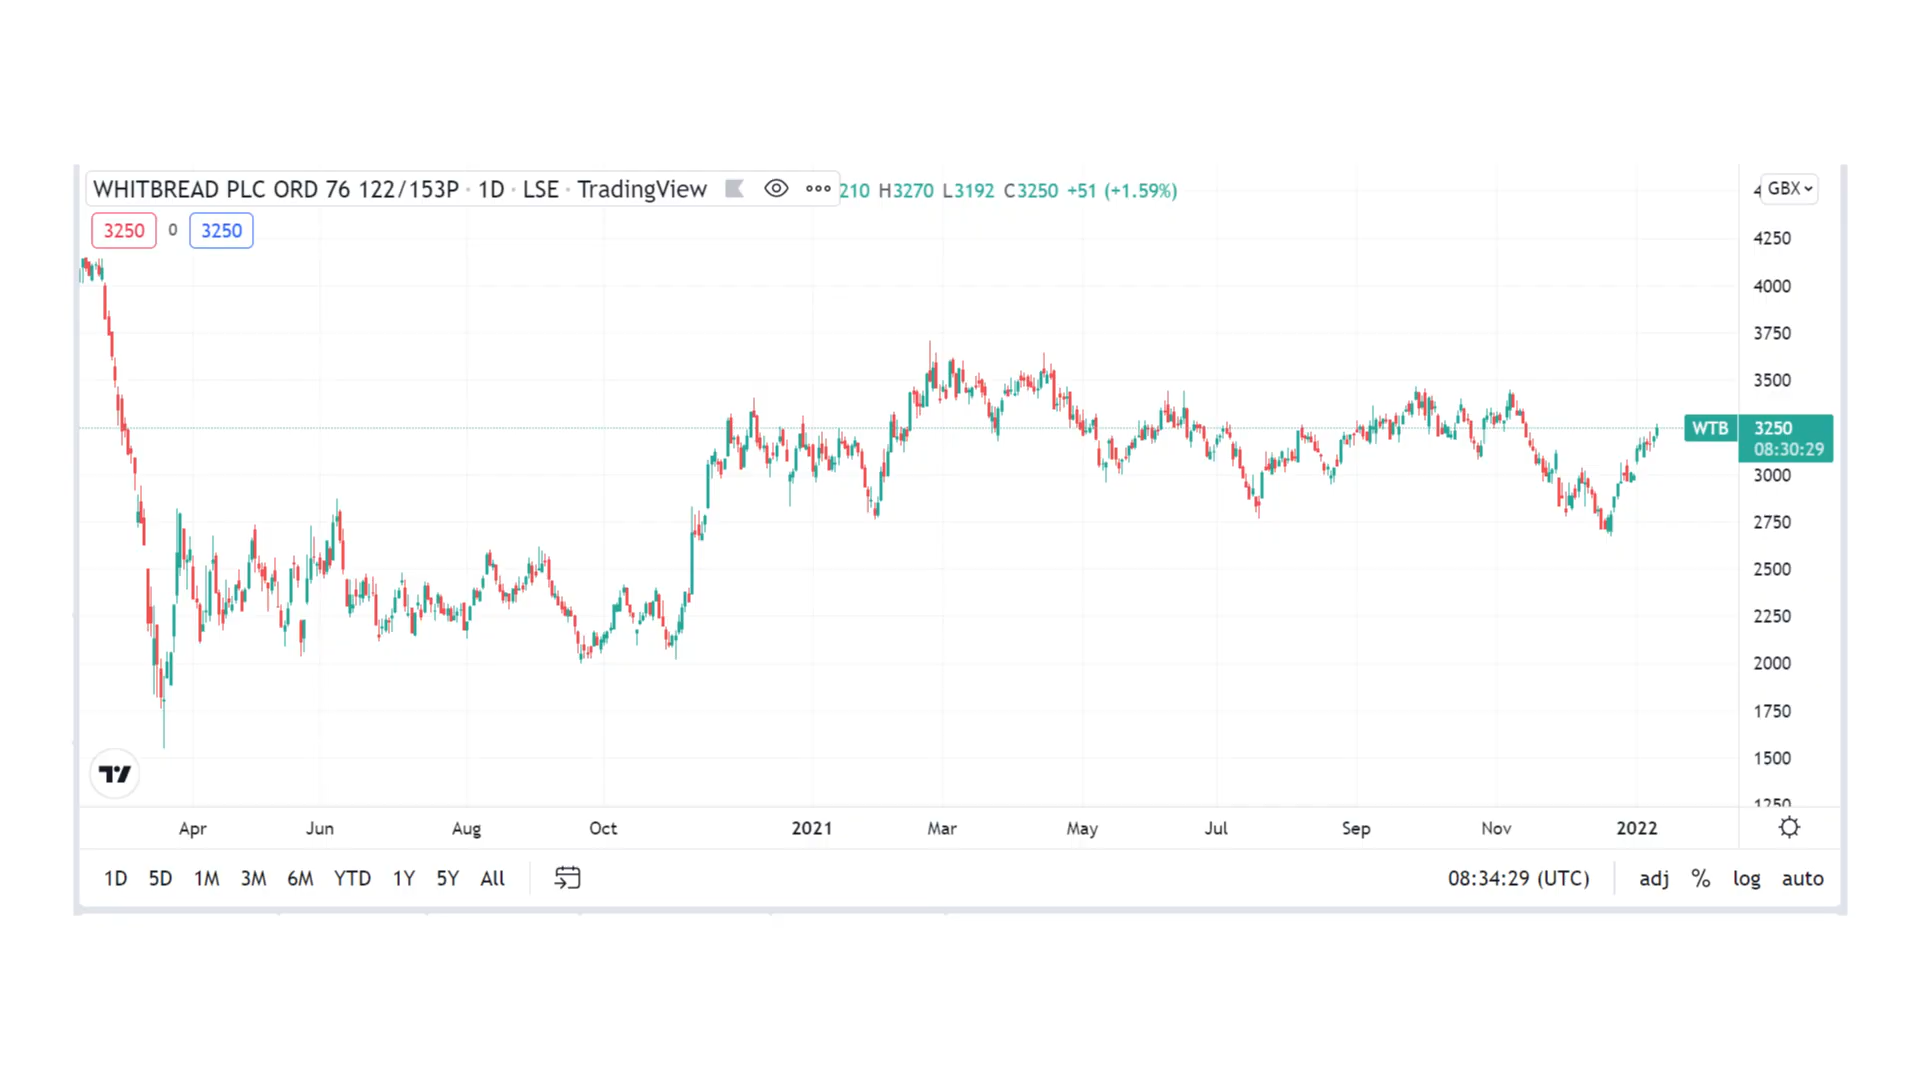 WHITBREAD PLC ORD 76 122/153P · 1D · LSE · TradingView 210 H3270 L3192 C3250 +51 (+1.59%)
GBX
3250 0 3250
4250
4000
3750
3500
WTB 3250
08:30:29
3000
2750
2500
2250
2000
1750
1500
1250
Apr Jun Aug Oct 2021 Mar May Jul Sep Nov 2022
1D 5D 1M 3M 6M YTD 1Y 5Y All 08:34:29 (UTC) adj % log auto